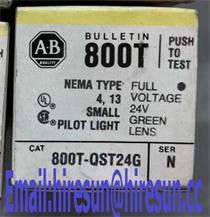 A-B
QUALITY
BULLETIN
800T
PUSH
TO
TEST
NEMA TYPE
4, 13
SMALL
PILOT LIGHT
FULL
VOLTAGE
24V
GREEN
LENS
UL
CAT
800T-QST24G
SER
N
Email:hiresun@hiresun.cc